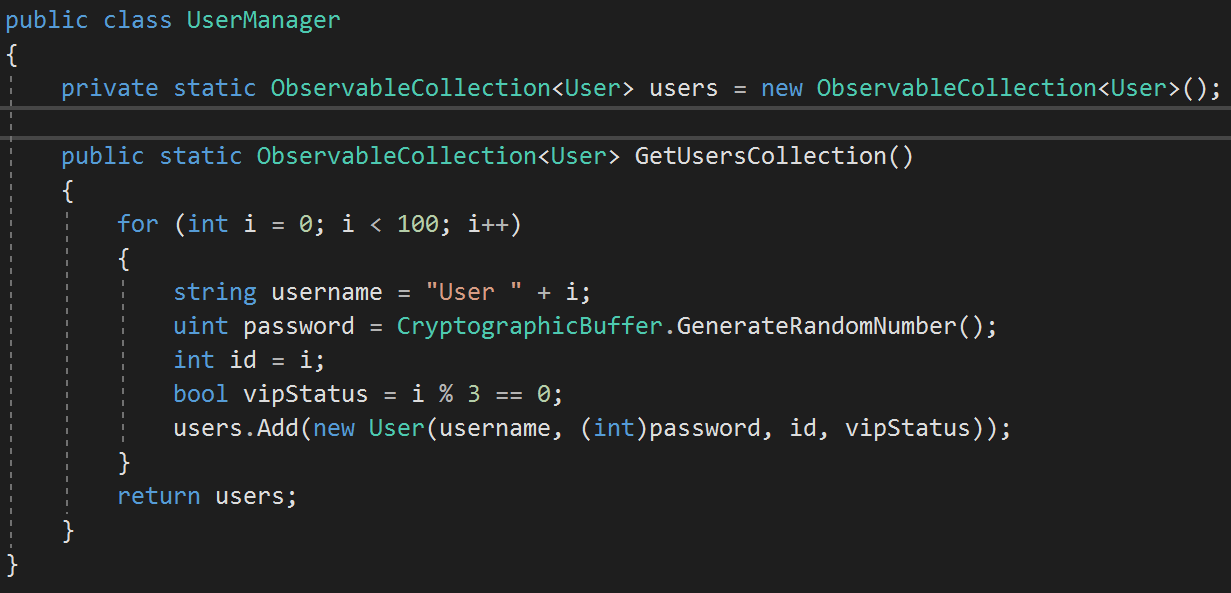 public class UserManager
{
    private static ObservableCollection<User> users = new ObservableCollection<User>();
    public static ObservableCollection<User> GetUsersCollection()
    {
        for (int i = 0; i < 100; i++)
        {
            string username = "User " + i;
            uint password = CryptographicBuffer.GenerateRandomNumber();
            int id = i;
            bool vipStatus = i % 3 == 0;
            users.Add(new User(username, (int)password, id, vipStatus));
        }
        return users;
    }
}